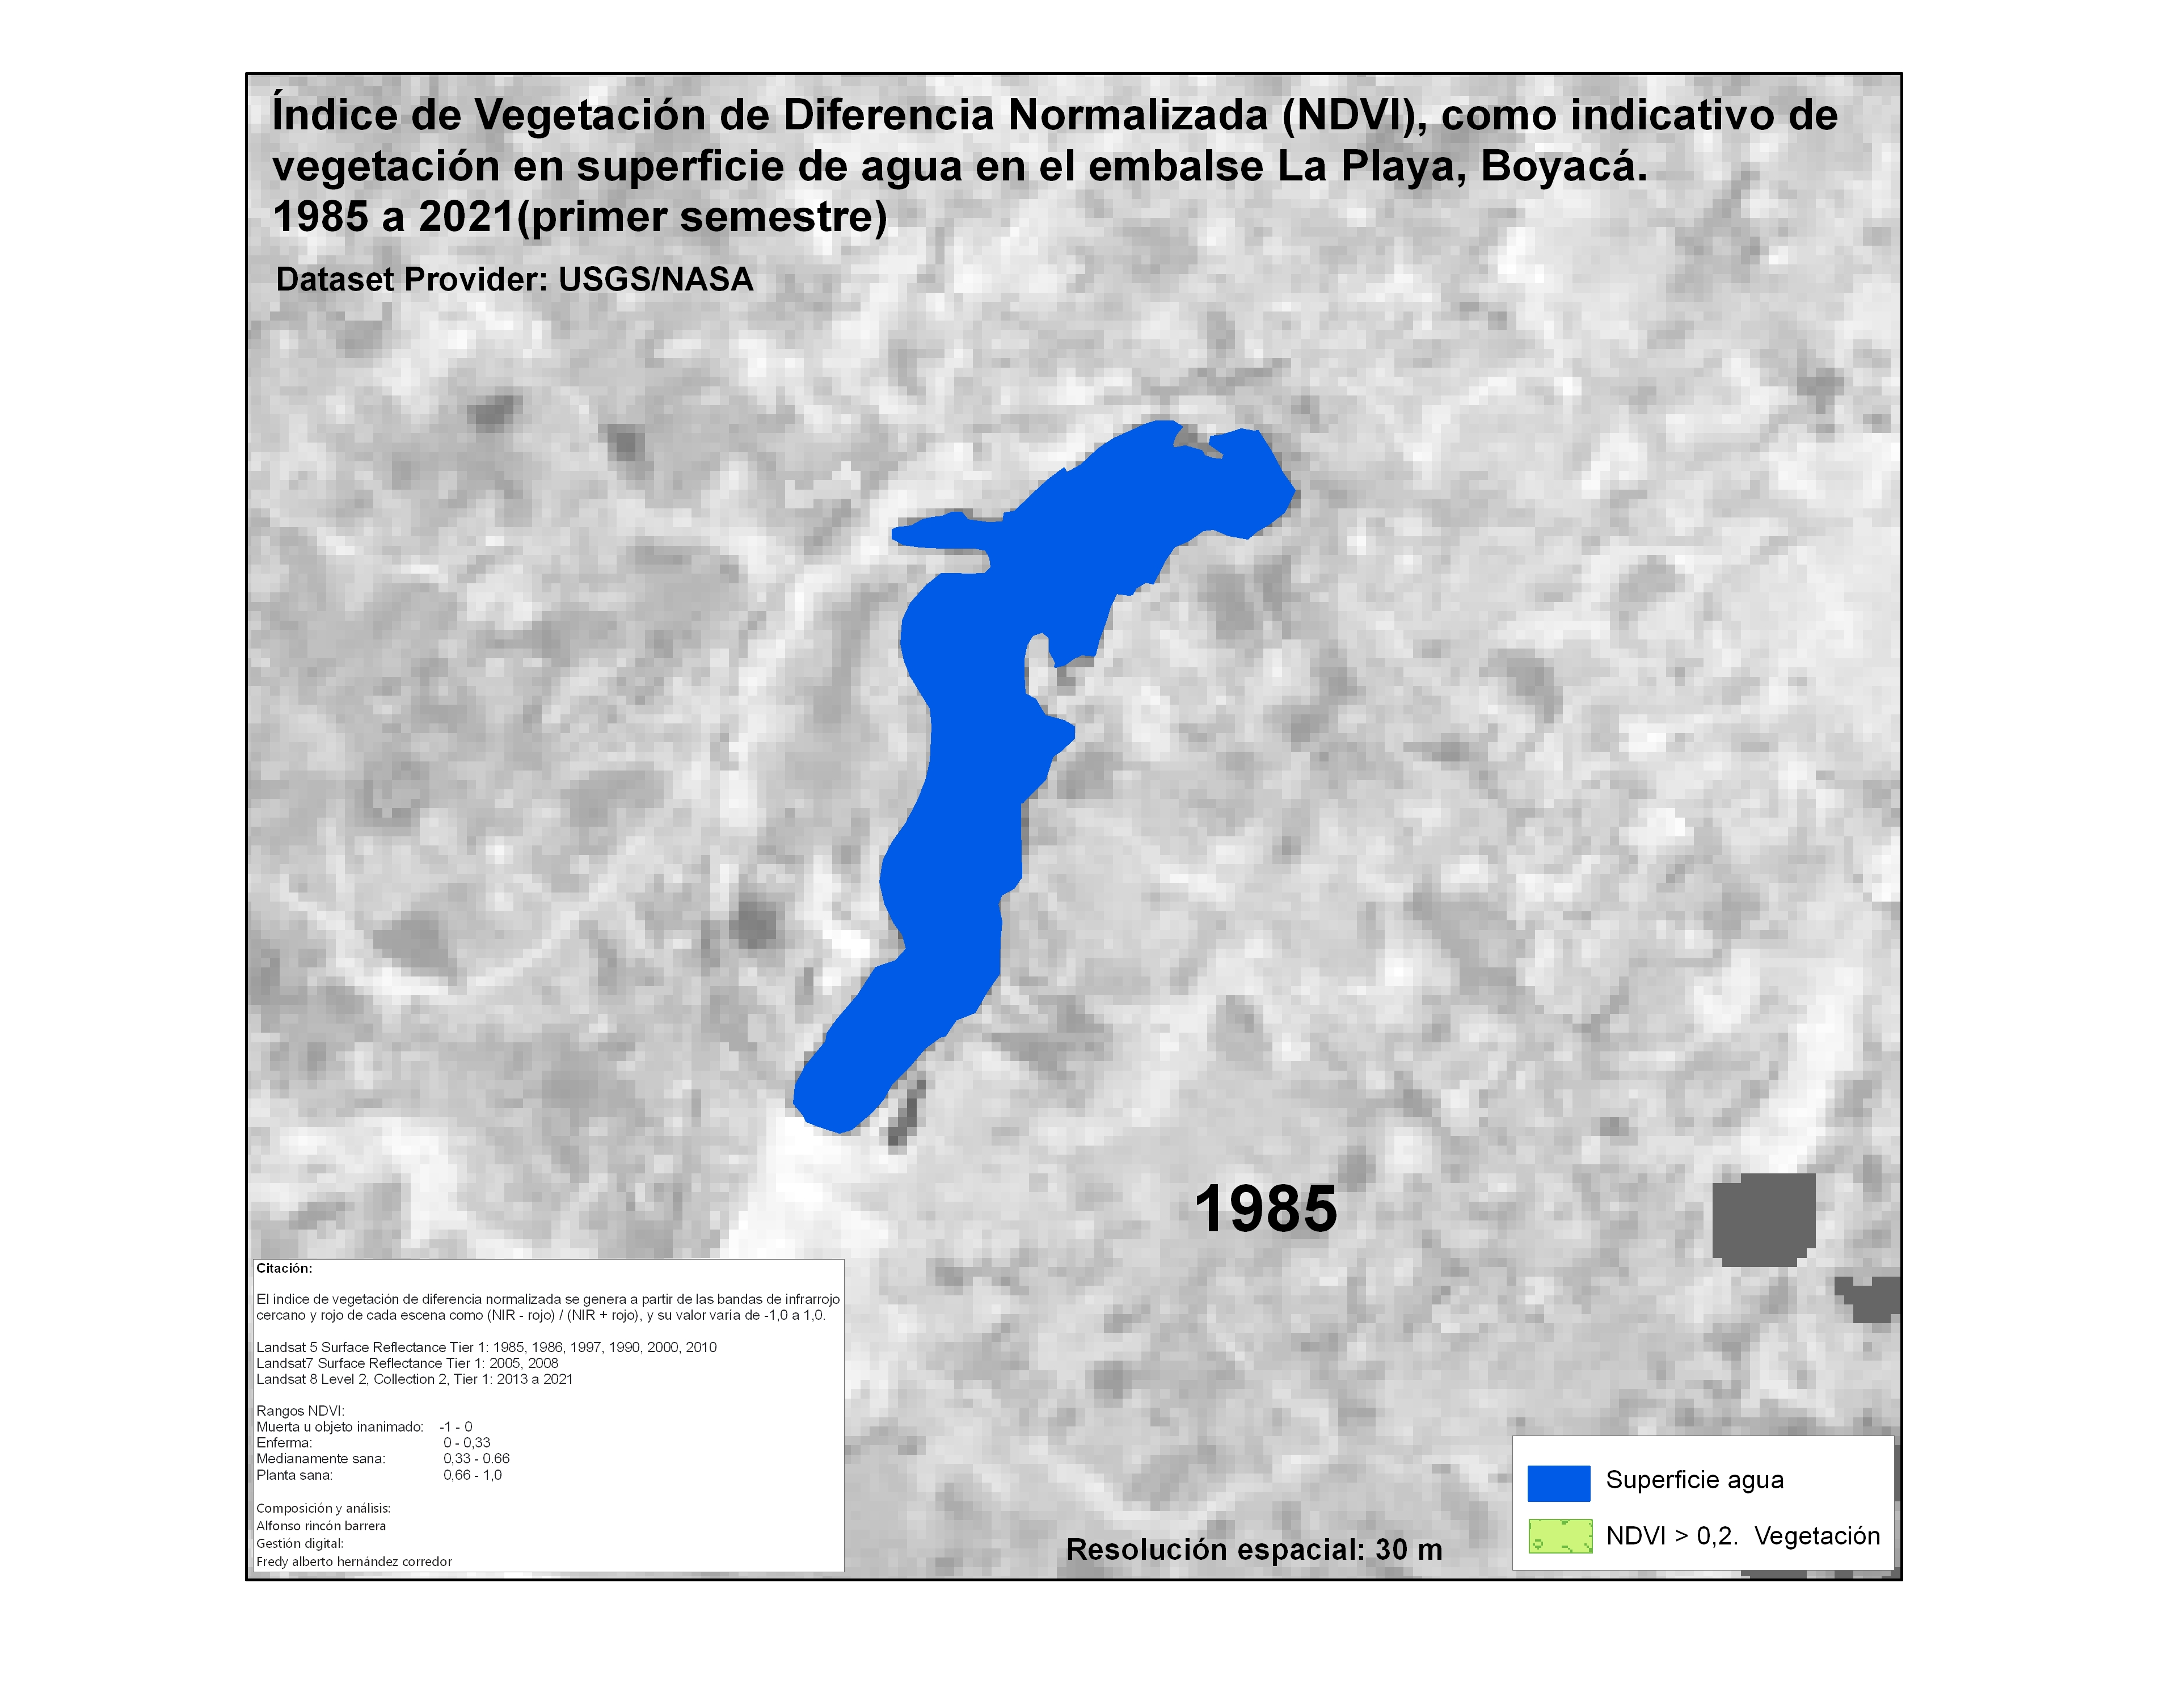 Índice de Vegetación de Diferencia Normalizada (NDVI), como indicativo de
vegetación en superficie de agua en el embalse La Playa, Boyacá.
1985 a 2021(primer semestre)
Dataset Provider: USGS/NASA
1985
Citación:
El indice de vegetación de diferencia normalizada se genera a partir de las bandas de infrarrojo
cercano y rojo de cada escena como (NIR - rojo) / (NIR + rojo), y su valor varia de -1,0 a 1,0.
Landsat 5 Surface Reflectance Tier 1: 1985, 1986, 1997, 1990, 2000, 2010
Landsat7 Surface Reflectance Tier 1: 2005, 2008
Landsat 8 Level 2, Collection 2, Tier 1: 2013 a 2021
Rangos NDVI:
Muerta u objeto inanimado: -1 - 0
Enferma: 0 - 0,33
Medianamente sana: 0,33 - 0.66
Planta sana: 0,66 - 1,0
Composición y análisis:
Alfonso rincón barrera
Gestión digital:
Fredy alberto hernández corredor
Resolución espacial: 30 m
Superficie agua
NDVI > 0,2. Vegetación